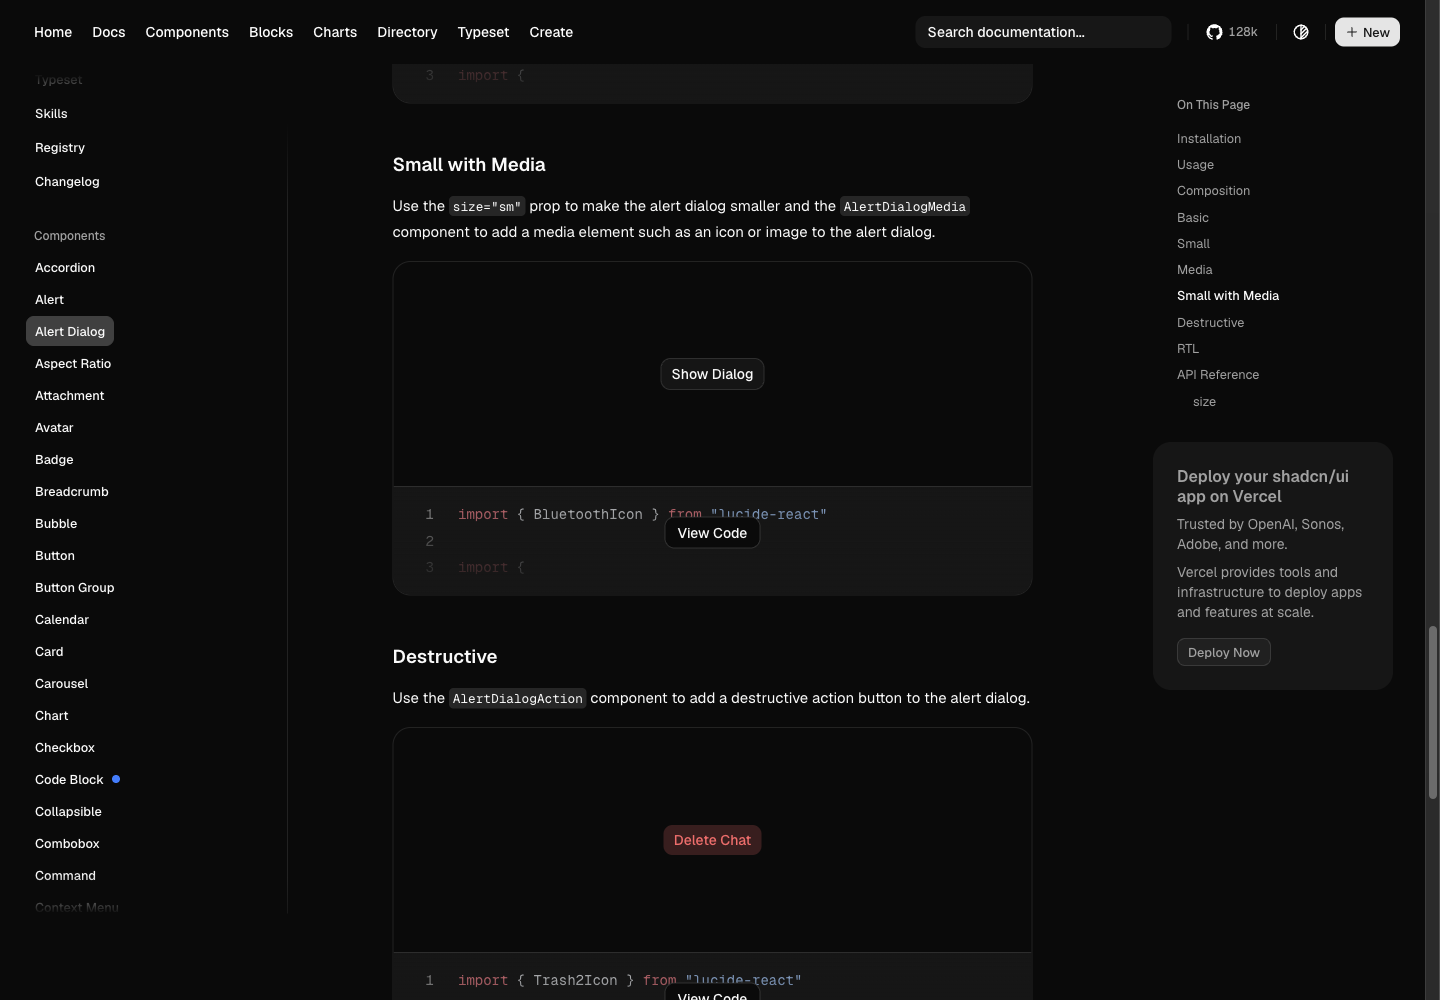 Home Docs Components Blocks Charts Directory Typeset Create
Search documentation...
128k
New
Typeset
Skills
Registry
Changelog
Components
Accordion
Alert
Alert Dialog
Aspect Ratio
Attachment
Avatar
Badge
Breadcrumb
Bubble
Button
Button Group
Calendar
Card
Carousel
Chart
Checkbox
Code Block
Collapsible
Combobox
Command
Context Menu
3 import {
Small with Media
Use the size="sm" prop to make the alert dialog smaller and the AlertDialogMedia
component to add a media element such as an icon or image to the alert dialog.
Show Dialog
1 import { BluetoothIcon } from "lucide-react"
View Code
2
3 import {
Destructive
Use the AlertDialogAction component to add a destructive action button to the alert dialog.
Delete Chat
1 import { Trash2Icon } from "lucide-react"
View Code
On This Page
Installation
Usage
Composition
Basic
Small
Media
Small with Media
Destructive
RTL
API Reference
size
Deploy your shadcn/ui
app on Vercel
Trusted by OpenAI, Sonos,
Adobe, and more.
Vercel provides tools and
infrastructure to deploy apps
and features at scale.
Deploy Now